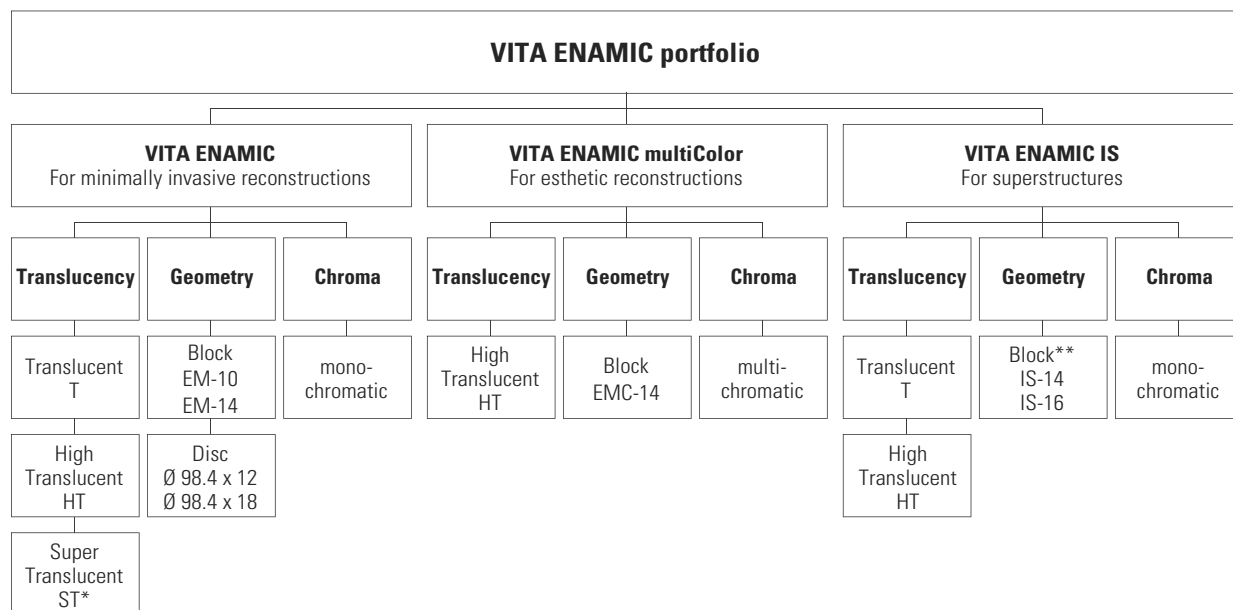 VITA ENAMIC portfolio
VITA ENAMIC
For minimally invasive reconstructions
VITA ENAMIC multiColor
For esthetic reconstructions
VITA ENAMIC IS
For superstructures
Translucency
Geometry
Chroma
Translucency
Geometry
Chroma
Translucency
Geometry
Chroma
Translucent
T
Block
EM-10
EM-14
mono-
chromatic
High
Translucent
HT
Block
EMC-14
multi-
chromatic
Translucent
T
Block**
IS-14
IS-16
mono-
chromatic
High
Translucent
HT
Disc
Ø 98.4 x 12
Ø 98.4 x 18
High
Translucent
HT
Super
Translucent
ST*